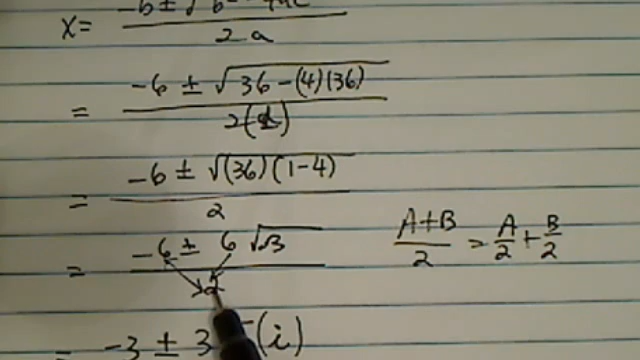 x = -b ± √b² - 4ac / 2a
= -6 ± √36 - (4)(36) / 2(1)
= -6 ± √(36)(1-4) / 2
= -6 ± 6 √-3 / 2
A+B / 2 = A/2 + B/2
= -3 ± 3 (i)